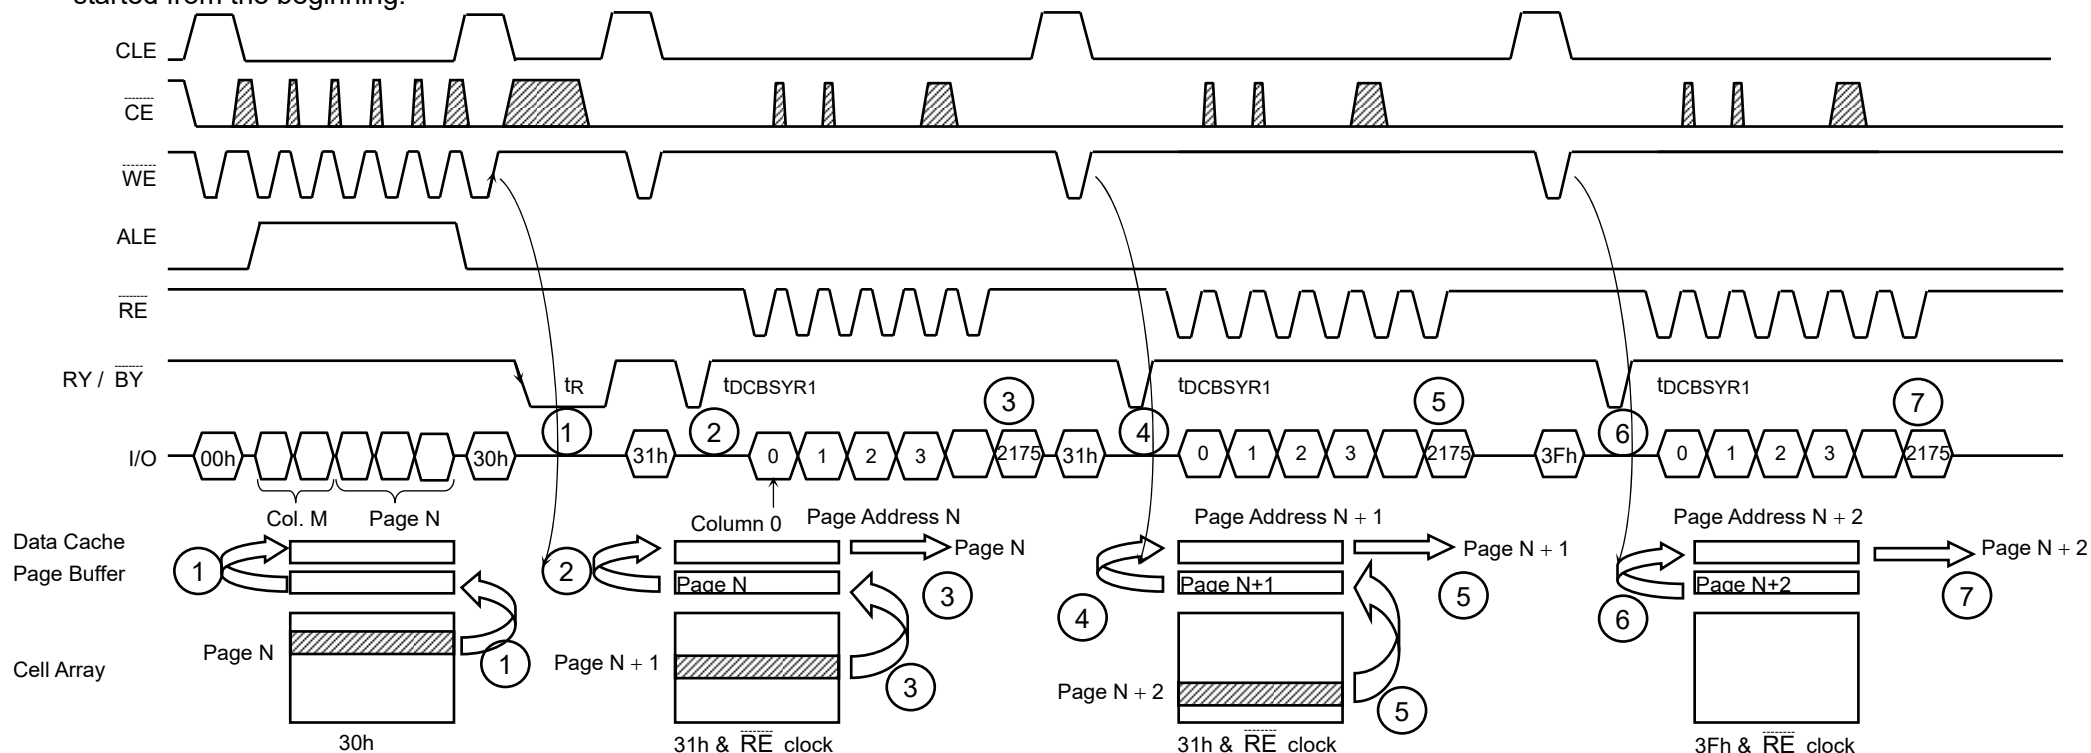 started from the beginning.
CLE
CE
WE
ALE
RE
RY / BY
tR
tDCBSYR1
tDCBSYR1
tDCBSYR1
1
2
3
4
5
6
7
I/O
00h
30h
31h
0
1
2
3
2175
31h
0
1
2
3
2175
3Fh
0
1
2
3
2175
Col. M
Page N
Column 0
Page Address N
Page Address N + 1
Page Address N + 2
Data Cache
Page Buffer
1
2
Page N
Page N
3
4
Page N+1
Page N + 1
5
6
Page N+2
Page N + 2
7
Cell Array
Page N
1
Page N + 1
3
Page N + 2
5
30h
31h & RE clock
31h & RE clock
3Fh & RE clock